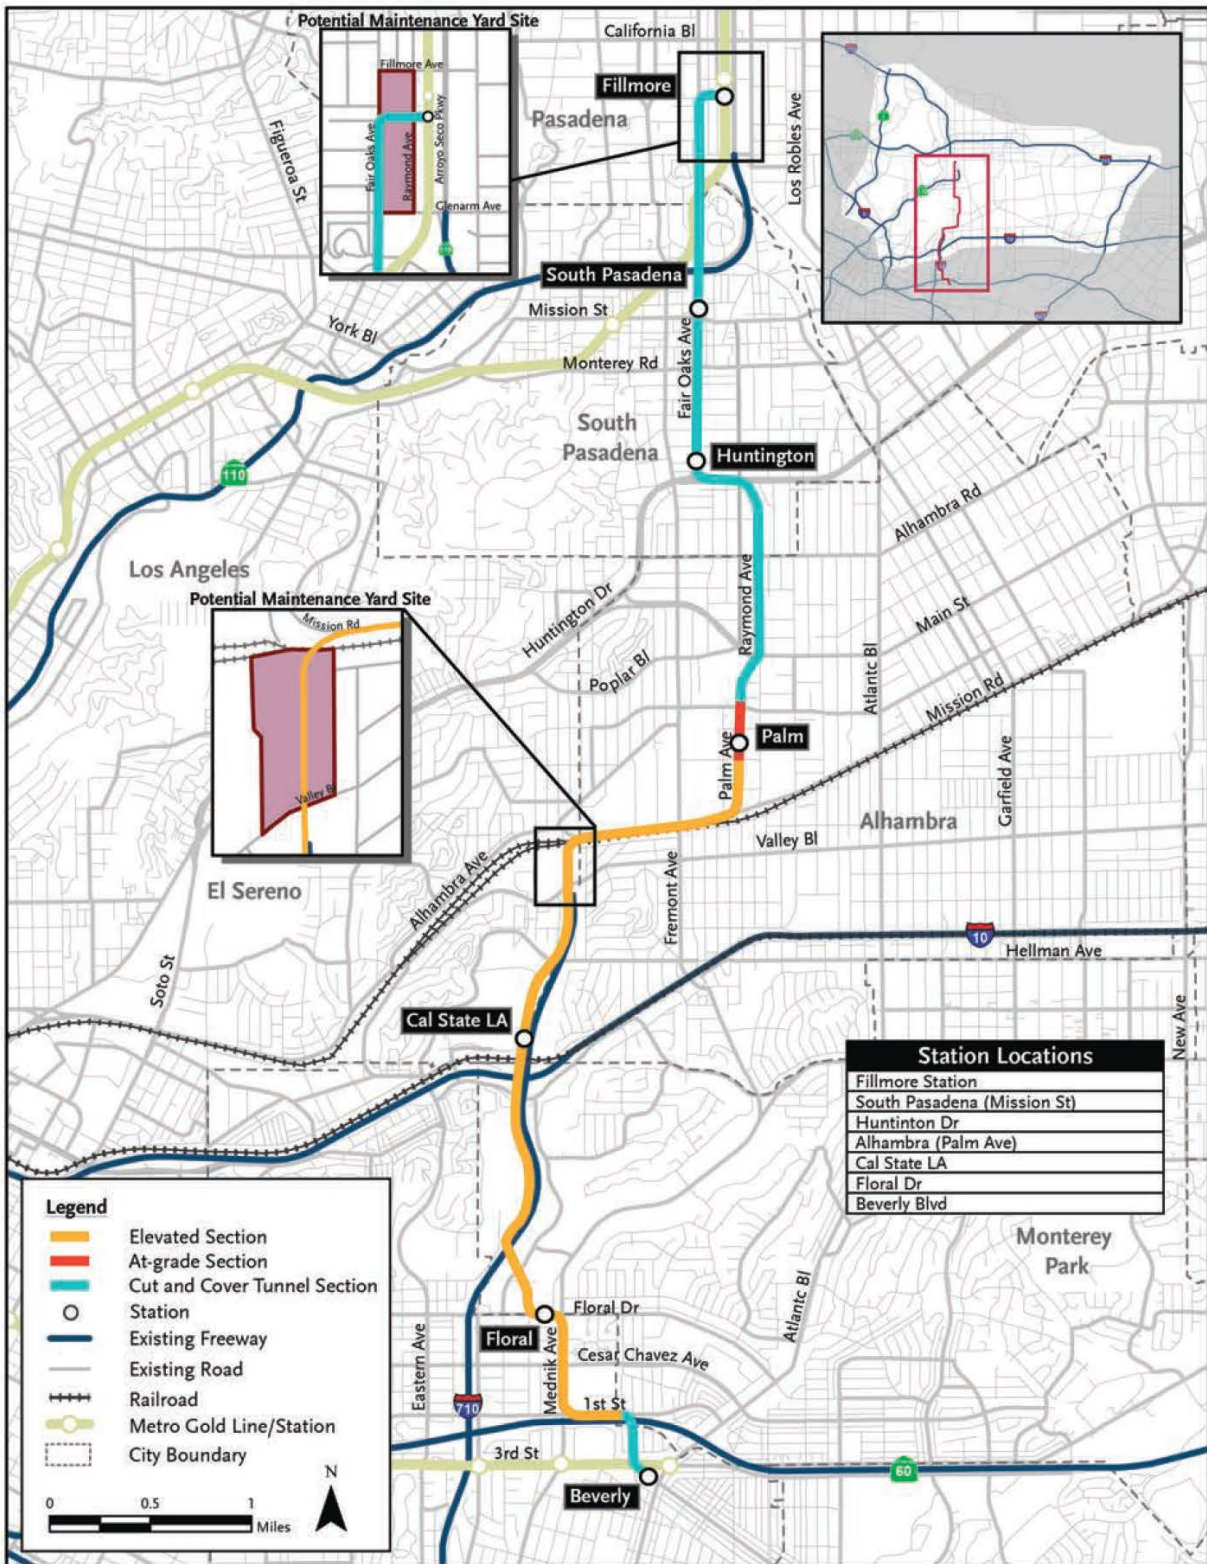 Potential Maintenance Yard Site
Fillmore Ave
Fair Oaks Ave
Raymond Ave
Arroyo Seco Pkwy
Glenarm Ave
California Bl
Fillmore
Pasadena
Los Robles Ave
Figueroa St
South Pasadena
Mission St
York Bl
Monterey Rd
Fair Oaks Ave
South
Pasadena
Huntington
110
Alhambra Rd
Los Angeles
Potential Maintenance Yard Site
Mission Rd
Valley Bl
Huntington Dr
Raymond Ave
Main St
Poplar Bl
Atlantc Bl
Mission Rd
Palm
Palm Ave
Garfield Ave
Alhambra
Valley Bl
Alhambra Ave
El Sereno
Fremont Ave
10
Hellman Ave
Soto St
Cal State LA
New Ave
Station Locations
Fillmore Station
South Pasadena (Mission St)
Huntinton Dr
Alhambra (Palm Ave)
Cal State LA
Floral Dr
Beverly Blvd
Monterey
Park
Atlantc Bl
Floral Dr
Floral
Cesar Chavez Ave
Eastern Ave
Mednik Ave
710
1st St
3rd St
60
Beverly
Legend
Elevated Section
At-grade Section
Cut and Cover Tunnel Section
Station
Existing Freeway
Existing Road
Railroad
Metro Gold Line/Station
City Boundary
N
0 0.5 1
Miles